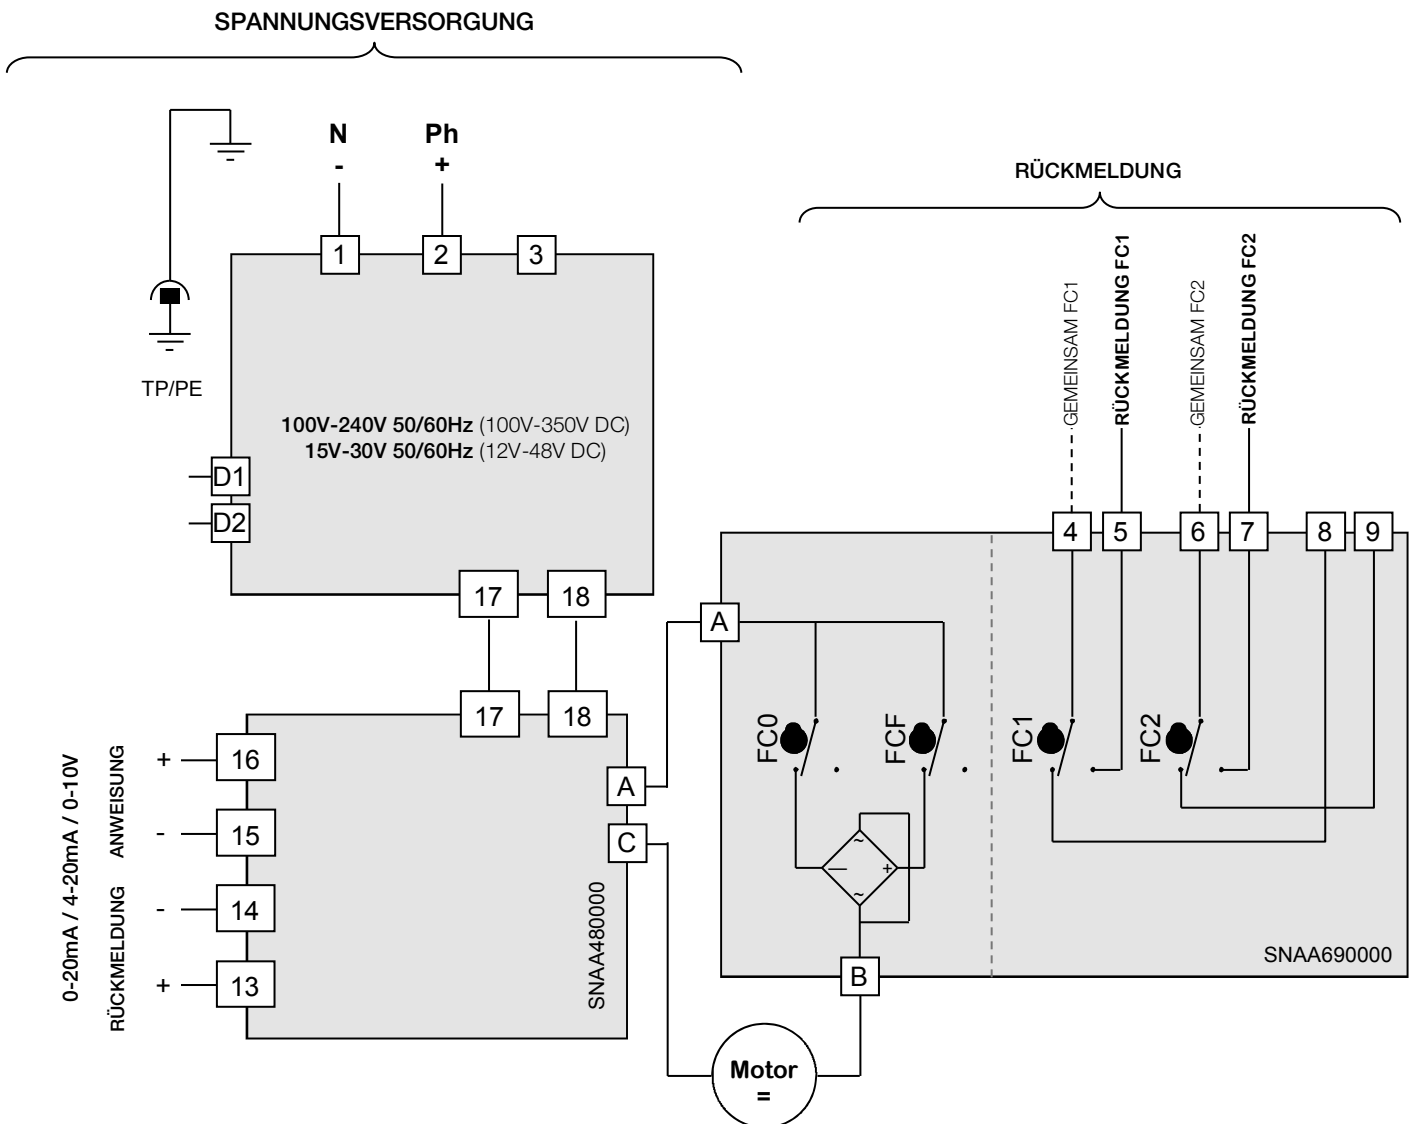 SPANNUNGSVERSORGUNG
N
-
Ph
+
1
2
3
TP/PE
100V-240V 50/60Hz (100V-350V DC)
15V-30V 50/60Hz (12V-48V DC)
D1
D2
17
18
17
18
0-20mA / 4-20mA / 0-10V
ANWEISUNG
RÜCKMELDUNG
+
16
-
15
-
14
+
13
A
C
SNAA480000
RÜCKMELDUNG
GEMEINSAM FC1
RÜCKMELDUNG FC1
GEMEINSAM FC2
RÜCKMELDUNG FC2
4
5
6
7
8
9
A
FC0
FCF
FC1
FC2
~
—
+
~
SNAA690000
B
Motor
=